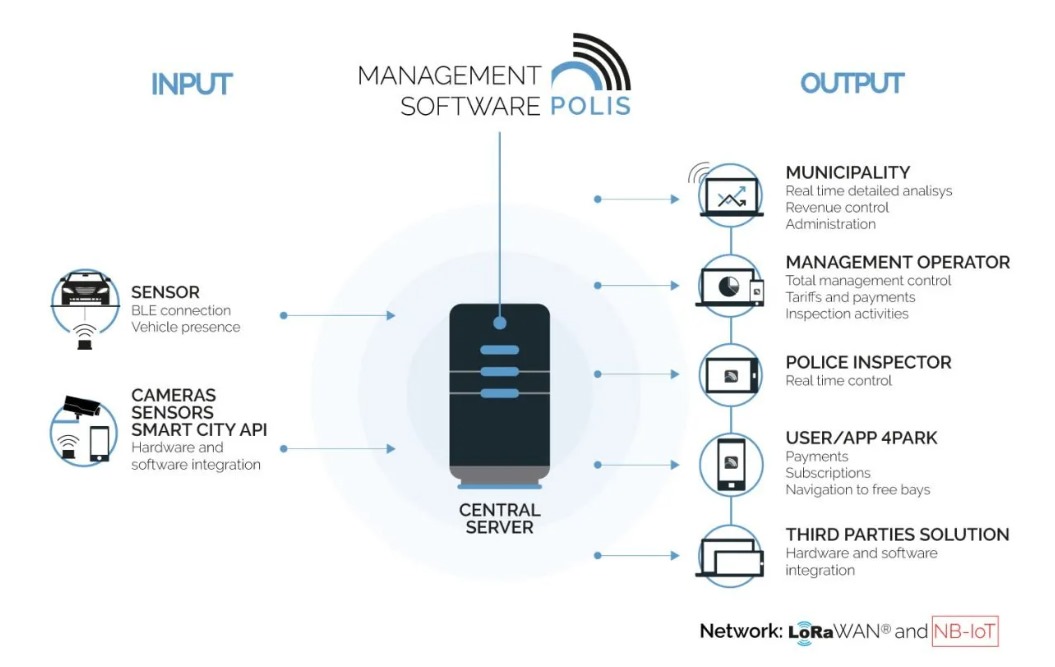 INPUT
MANAGEMENT
SOFTWARE POLIS
OUTPUT
SENSOR
BLE connection
Vehicle presence
CAMERAS
SENSORS
SMART CITY API
Hardware and
software integration
CENTRAL
SERVER
MUNICIPALITY
Real time detailed analisys
Revenue control
Administration
MANAGEMENT OPERATOR
Total management control
Tariffs and payments
Inspection activities
POLICE INSPECTOR
Real time control
USER/APP 4PARK
Payments
Subscriptions
Navigation to free bays
THIRD PARTIES SOLUTION
Hardware and software
integration
Network: LoRaWAN® and NB-IoT